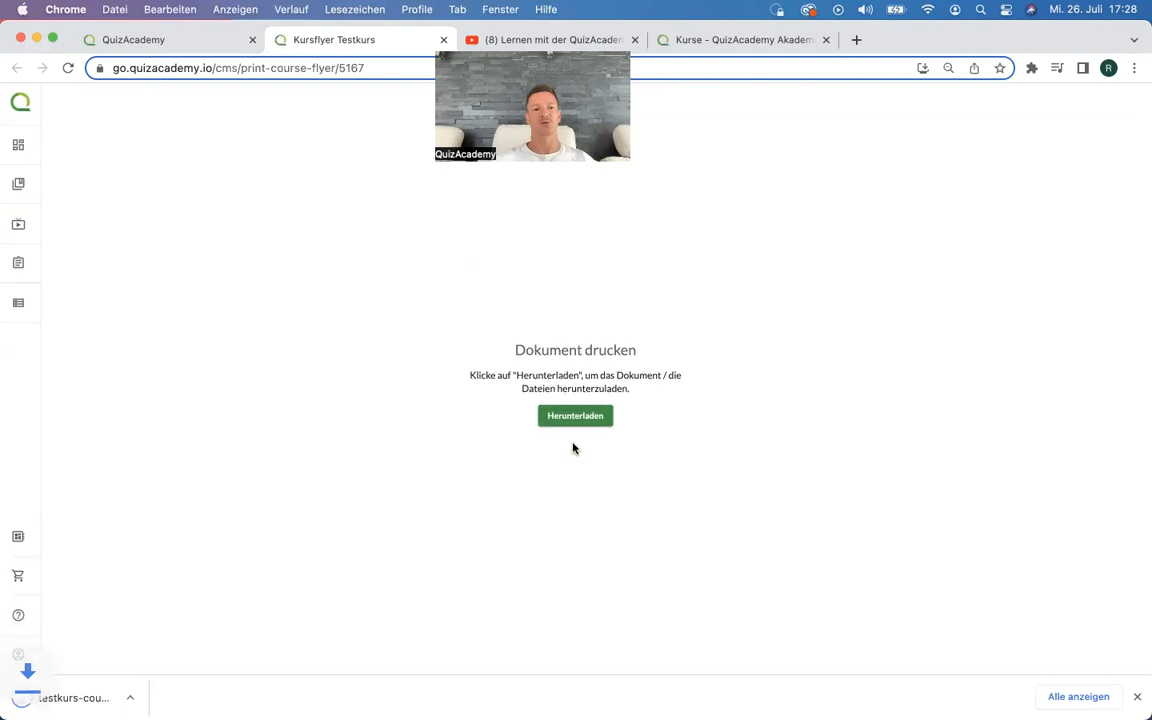 Chrome Datei Bearbeiten Anzeigen Verlauf Lesezeichen Profile Tab Fenster Hilfe Mi. 26. Juli 17:28
QuizAcademy Kursflyer Testkurs (8) Lernen mit der QuizAcaden Kurse - QuizAcademy Akadem
go.quizacademy.io/cms/print-course-flyer/5167 R
QuizAcademy
Dokument drucken
Klicke auf "Herunterladen", um das Dokument / die
Dateien herunterzuladen.
Herunterladen
testkurs-cou... Alle anzeigen